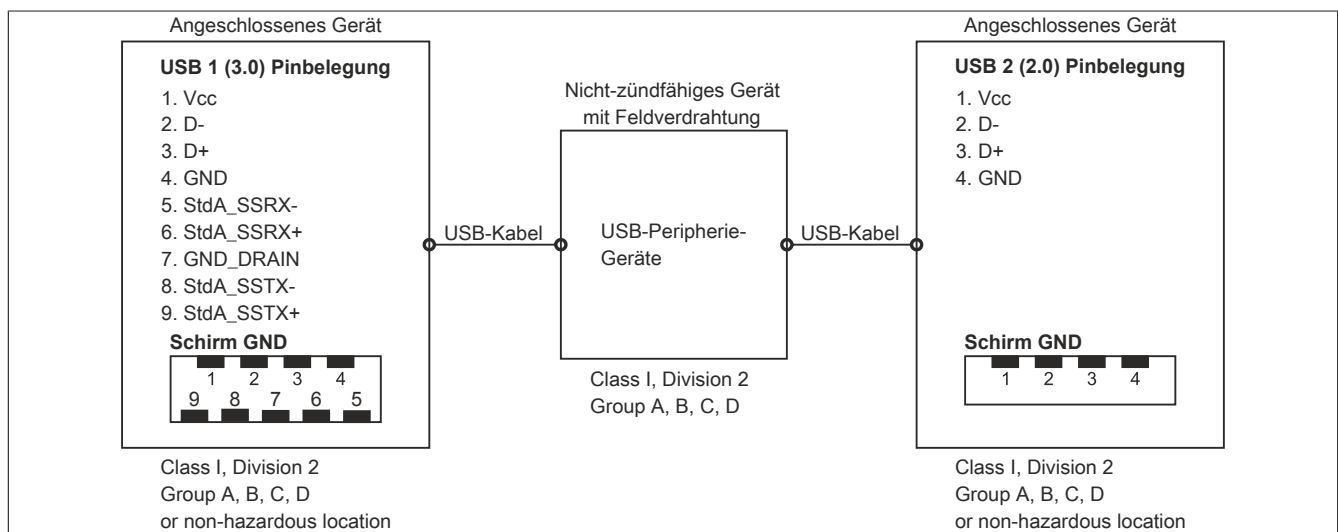 Angeschlossenes Gerät
USB 1 (3.0) Pinbelegung
1. Vcc
2. D-
3. D+
4. GND
5. StdA_SSRX-
6. StdA_SSRX+
7. GND_DRAIN
8. StdA_SSTX-
9. StdA_SSTX+
Schirm GND
1 2 3 4
9 8 7 6 5
Class I, Division 2
Group A, B, C, D
or non-hazardous location
USB-Kabel
Nicht-zündfähiges Gerät
mit Feldverdrahtung
USB-Peripherie-
Geräte
Class I, Division 2
Group A, B, C, D
USB-Kabel
Angeschlossenes Gerät
USB 2 (2.0) Pinbelegung
1. Vcc
2. D-
3. D+
4. GND
Schirm GND
1 2 3 4
Class I, Division 2
Group A, B, C, D
or non-hazardous location